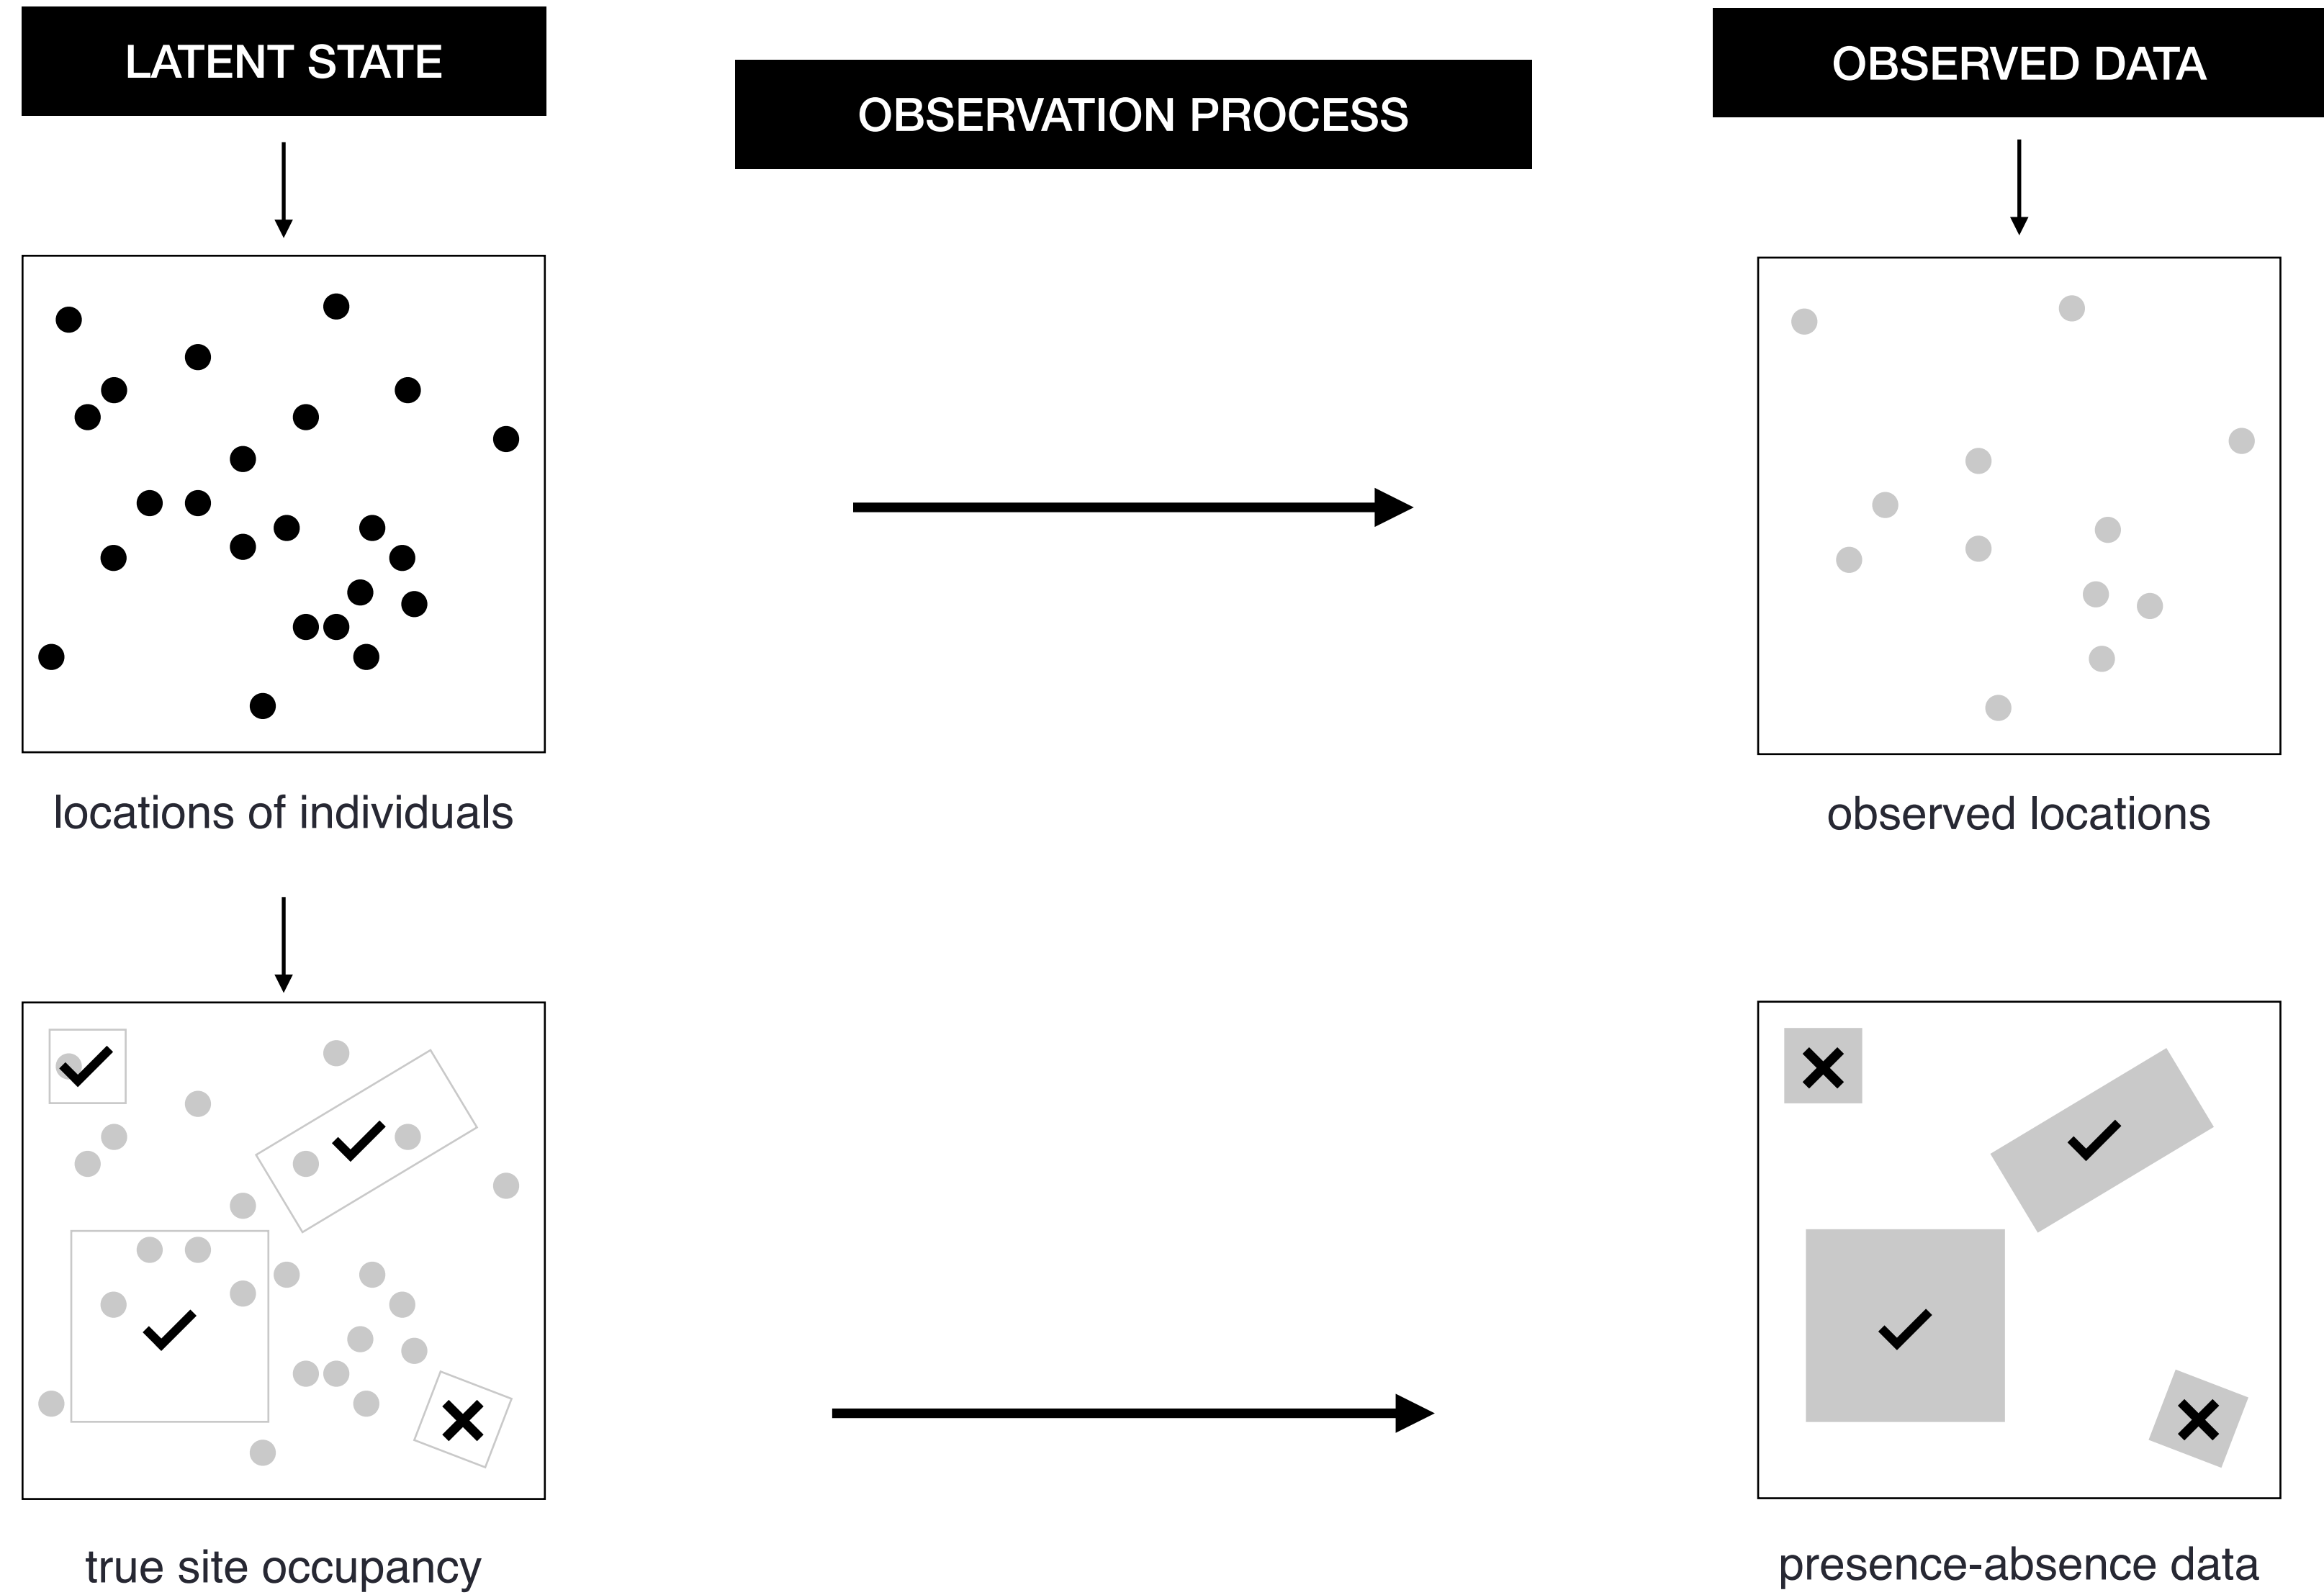 LATENT STATE
OBSERVATION PROCESS
OBSERVED DATA
locations of individuals
observed locations
true site occupancy
presence-absence data